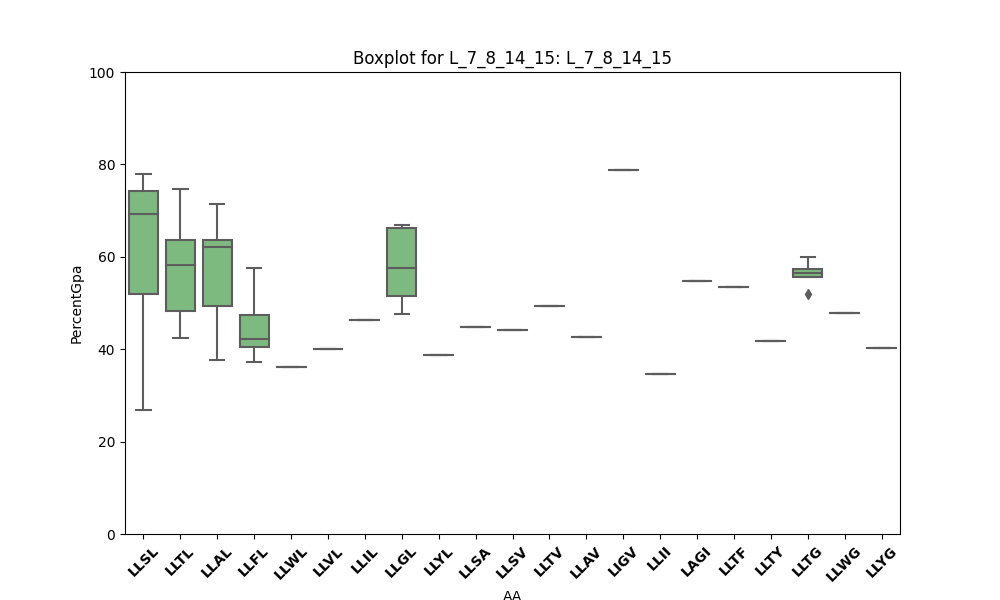 Boxplot for L_7_8_14_15: L_7_8_14_15
PercentGpa
100
80
60
40
20
0
LLSL
LLTL
LLAL
LLFL
LLWL
LLVL
LLIL
LLGL
LLYL
LLSA
LLSV
LLTV
LLAV
LIGV
LLII
LAGI
LLTF
LLTY
LLTG
LLWG
LLYG
AA